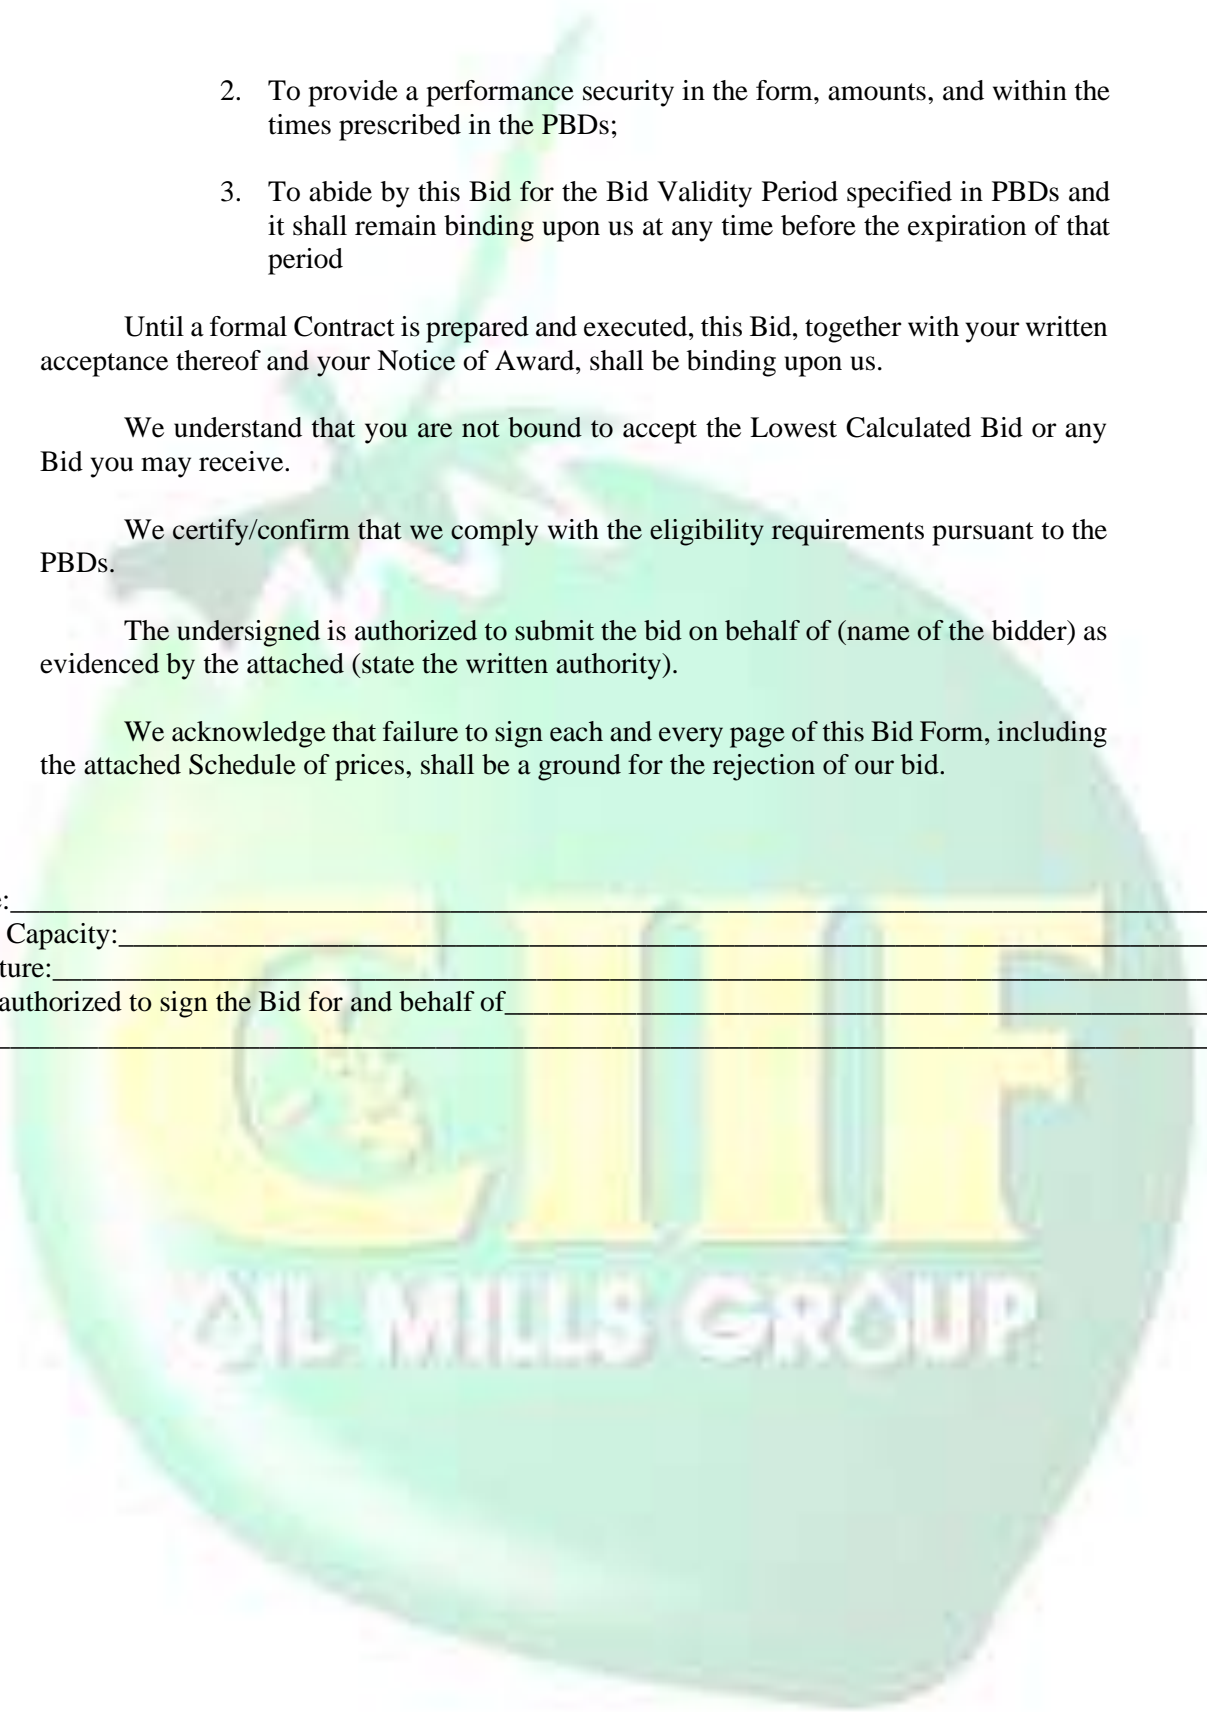 2. To provide a performance security in the form, amounts, and within the
times prescribed in the PBDs;
3. To abide by this Bid for the Bid Validity Period specified in PBDs and
it shall remain binding upon us at any time before the expiration of that
period
Until a formal Contract is prepared and executed, this Bid, together with your written
acceptance thereof and your Notice of Award, shall be binding upon us.
We understand that you are not bound to accept the Lowest Calculated Bid or any
Bid you may receive.
We certify/confirm that we comply with the eligibility requirements pursuant to the
PBDs.
The undersigned is authorized to submit the bid on behalf of (name of the bidder) as
evidenced by the attached (state the written authority).
We acknowledge that failure to sign each and every page of this Bid Form, including
the attached Schedule of prices, shall be a ground for the rejection of our bid.
e:
Capacity:
ture:
authorized to sign the Bid for and behalf of
CIIF
OIL MILLS GROUP